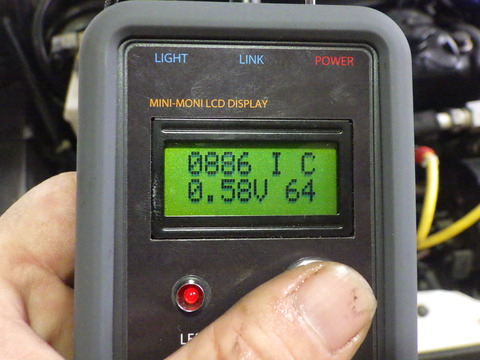 LIGHT LINK POWER
MINI-MONI LCD DISPLAY
0886 I C
0.58V 64